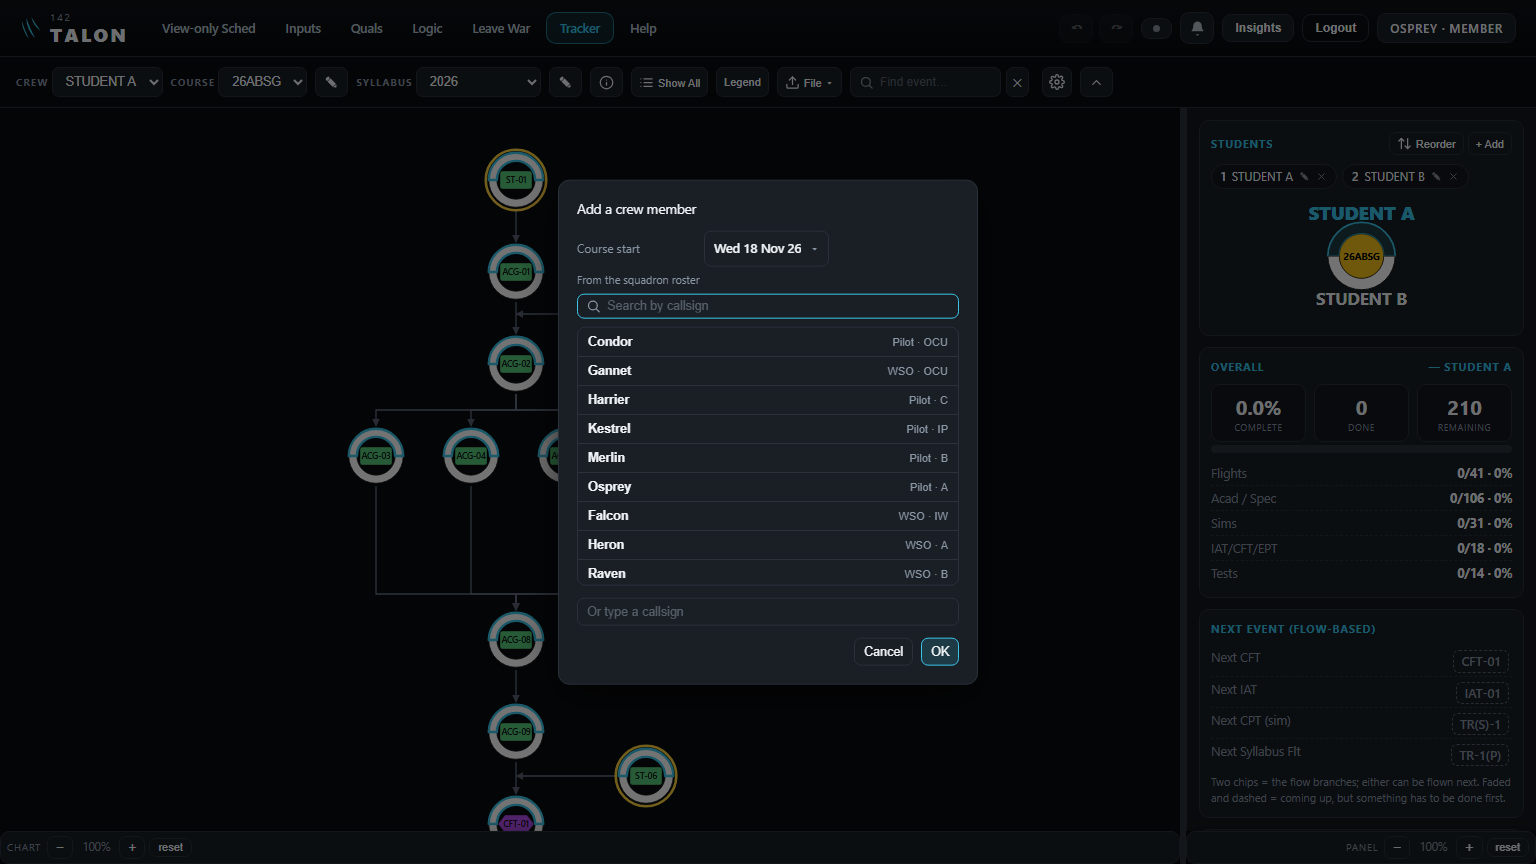 142
TALON
View-only Sched
Inputs
Quals
Logic
Leave War
Tracker
Help
Insights
Logout
OSPREY · MEMBER
CREW
STUDENT A
COURSE
26ABSG
SYLLABUS
2026
Show All
Legend
File
Find event...
ST-01
ACG-01
ACG-02
ACG-03
ACG-04
ACG-08
ACG-09
ST-06
CFT-01
Add a crew member
Course start
Wed 18 Nov 26
From the squadron roster
Search by callsign
Condor Pilot · OCU
Gannet WSO · OCU
Harrier Pilot · C
Kestrel Pilot · IP
Merlin Pilot · B
Osprey Pilot · A
Falcon WSO · IW
Heron WSO · A
Raven WSO · B
Or type a callsign
Cancel
OK
STUDENTS
Reorder
+ Add
1 STUDENT A
2 STUDENT B
STUDENT A
26ABSG
STUDENT B
OVERALL — STUDENT A
0.0%
COMPLETE
0
DONE
210
REMAINING
Flights 0/41 · 0%
Acad / Spec 0/106 · 0%
Sims 0/31 · 0%
IAT/CFT/EPT 0/18 · 0%
Tests 0/14 · 0%
NEXT EVENT (FLOW-BASED)
Next CFT CFT-01
Next IAT IAT-01
Next CPT (sim) TR(S)-1
Next Syllabus Flt TR-1(P)
Two chips = the flow branches; either can be flown next. Faded
and dashed = coming up, but something has to be done first.
CHART − 100% + reset
PANEL − 100% + reset